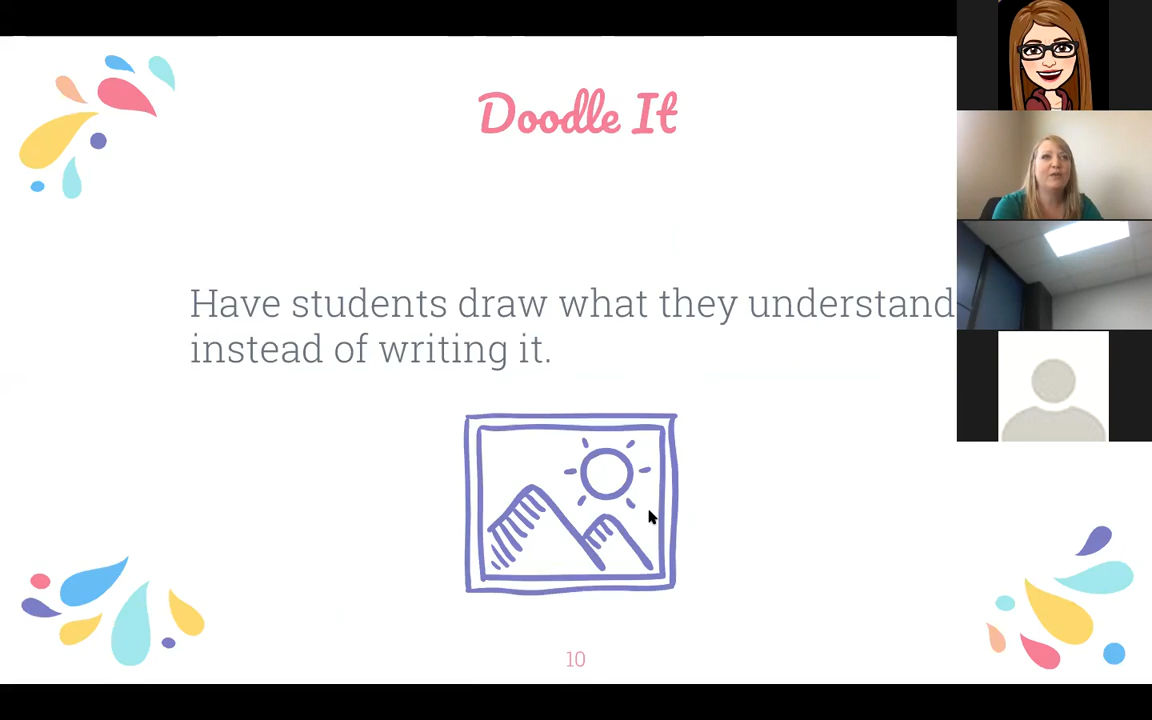 Doodle It
Have students draw what they understand
instead of writing it.
10